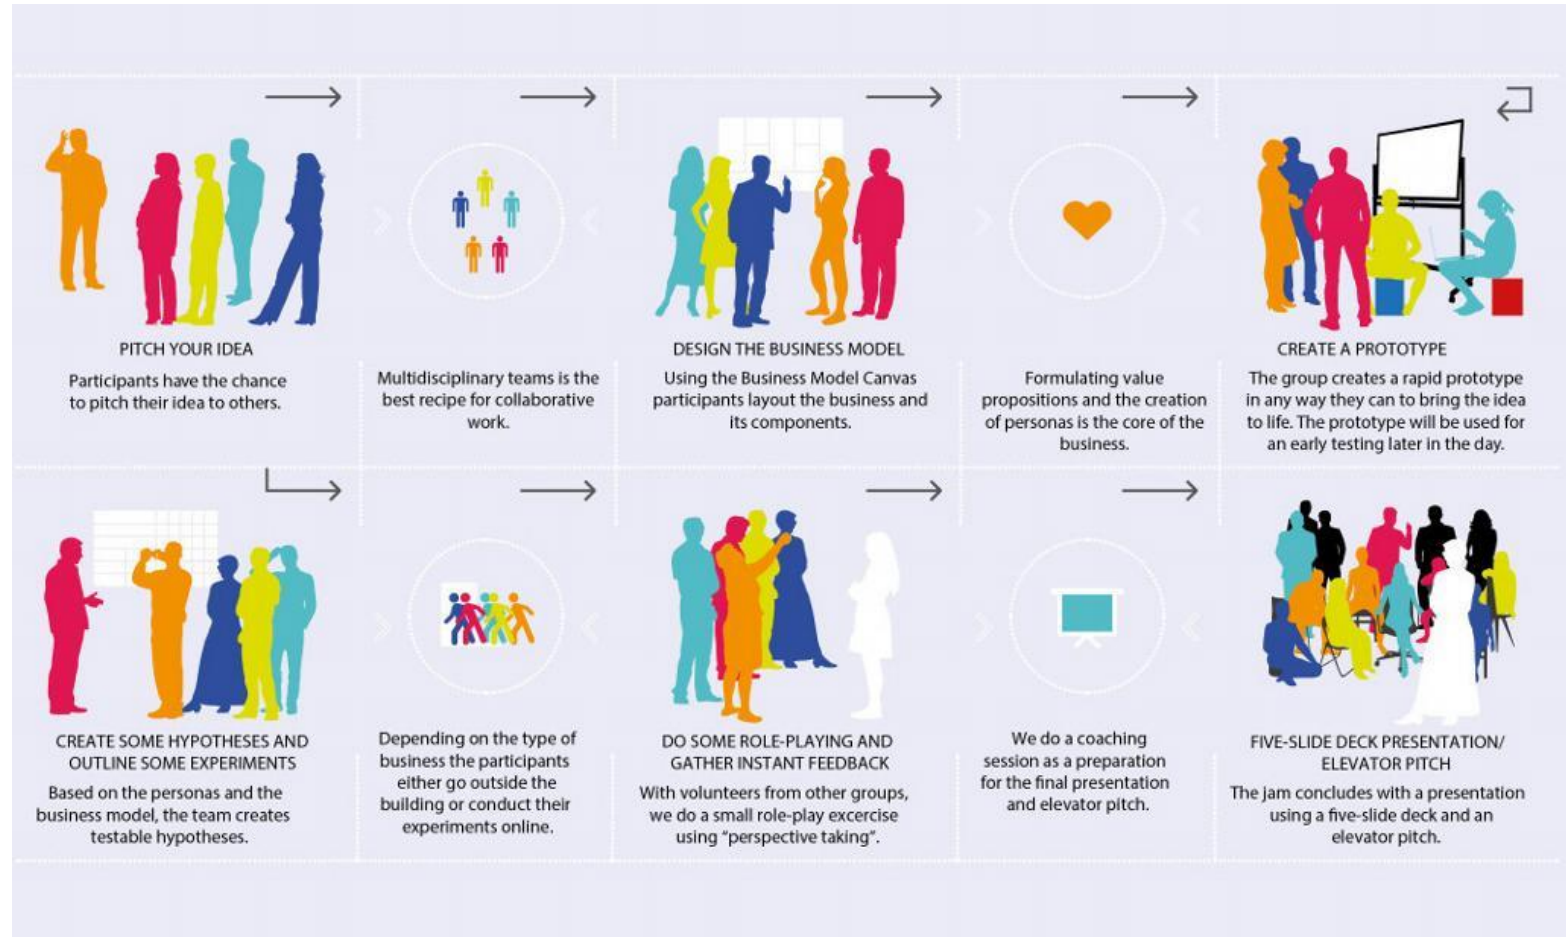 PITCH YOUR IDEA
Participants have the chance
to pitch their idea to others.
Multidisciplinary teams is the
best recipe for collaborative
work.
DESIGN THE BUSINESS MODEL
Using the Business Model Canvas
participants layout the business and
its components.
Formulating value
propositions and the creation
of personas is the core of the
business.
CREATE A PROTOTYPE
The group creates a rapid prototype
in any way they can to bring the idea
to life. The prototype will be used for
an early testing later in the day.
CREATE SOME HYPOTHESES AND
OUTLINE SOME EXPERIMENTS
Based on the personas and the
business model, the team creates
testable hypotheses.
Depending on the type of
business the participants
either go outside the
building or conduct their
experiments online.
DO SOME ROLE-PLAYING AND
GATHER INSTANT FEEDBACK
With volunteers from other groups,
we do a small role-play excercise
using “perspective taking”.
We do a coaching
session as a preparation
for the final presentation
and elevator pitch.
FIVE-SLIDE DECK PRESENTATION/
ELEVATOR PITCH
The jam concludes with a presentation
using a five-slide deck and an
elevator pitch.